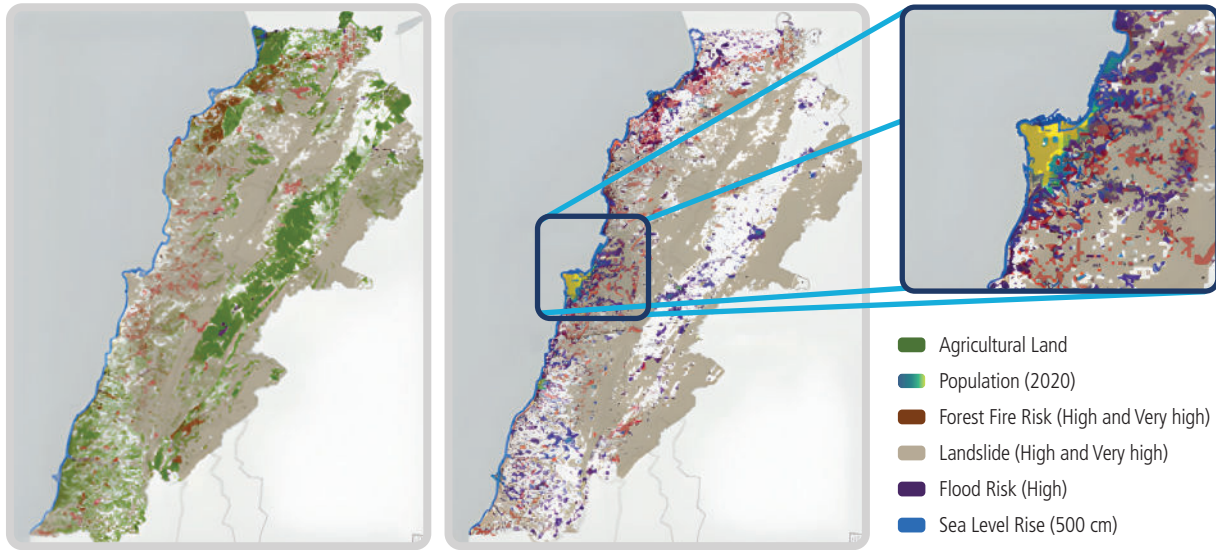 Agricultural Land
Population (2020)
Forest Fire Risk (High and Very high)
Landslide (High and Very high)
Flood Risk (High)
Sea Level Rise (500 cm)